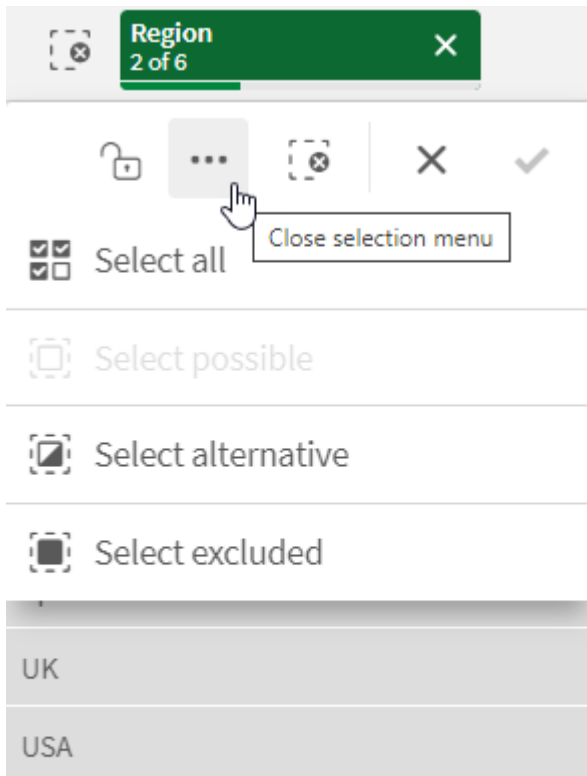 Region
2 of 6
Close selection menu
Select all
Select possible
Select alternative
Select excluded
UK
USA